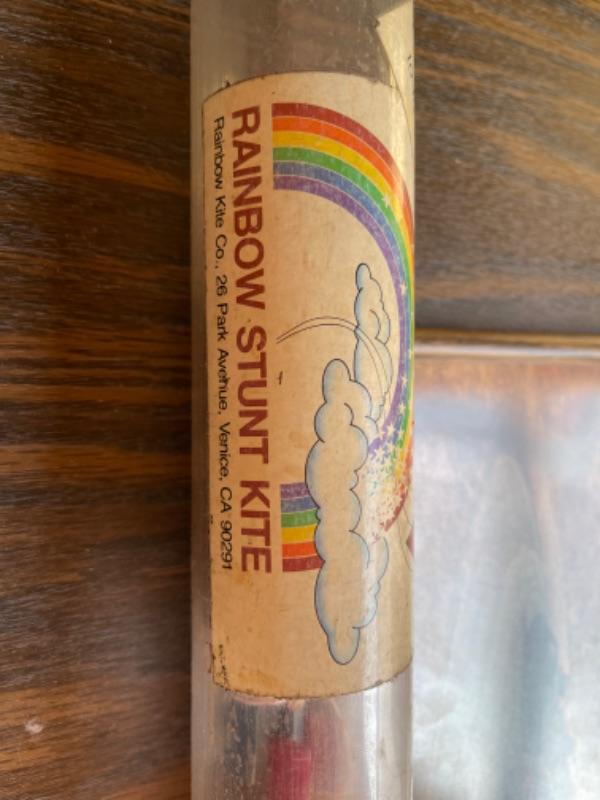 RAINBOW STUNT KITE
Rainbow Kite Co., 26 Park Avenue, Venice, CA 90291